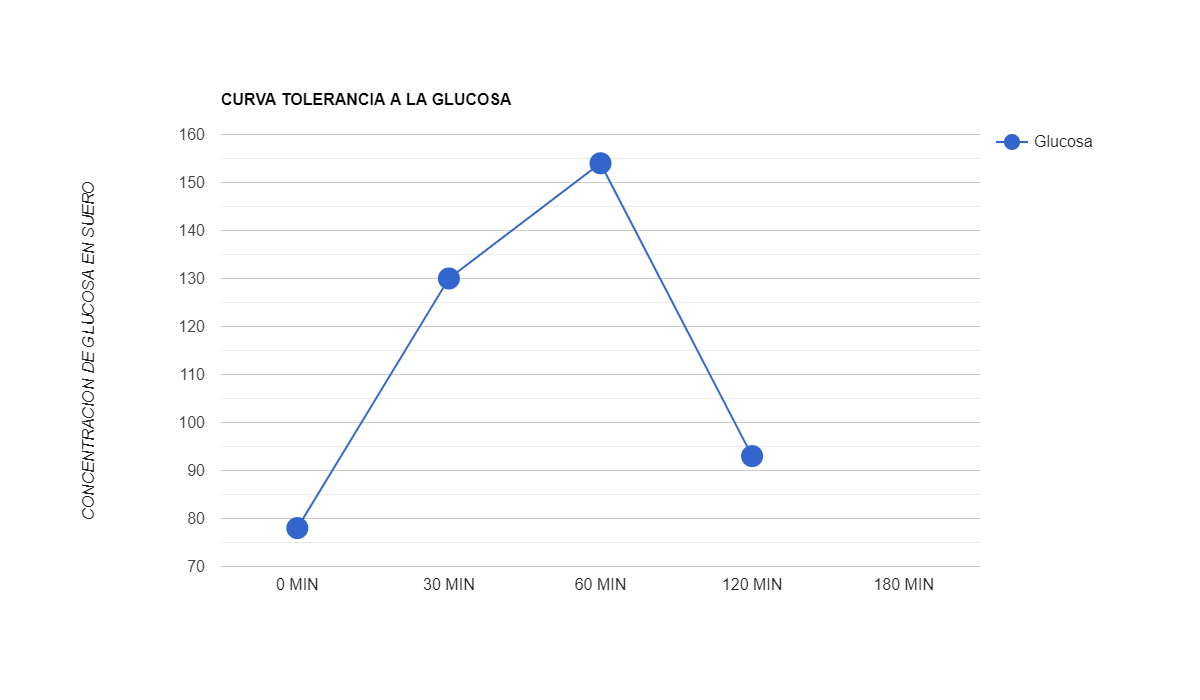 CURVA TOLERANCIA A LA GLUCOSA
Glucosa
CONCENTRACION DE GLUCOSA EN SUERO
160
150
140
130
120
110
100
90
80
70
0 MIN
30 MIN
60 MIN
120 MIN
180 MIN